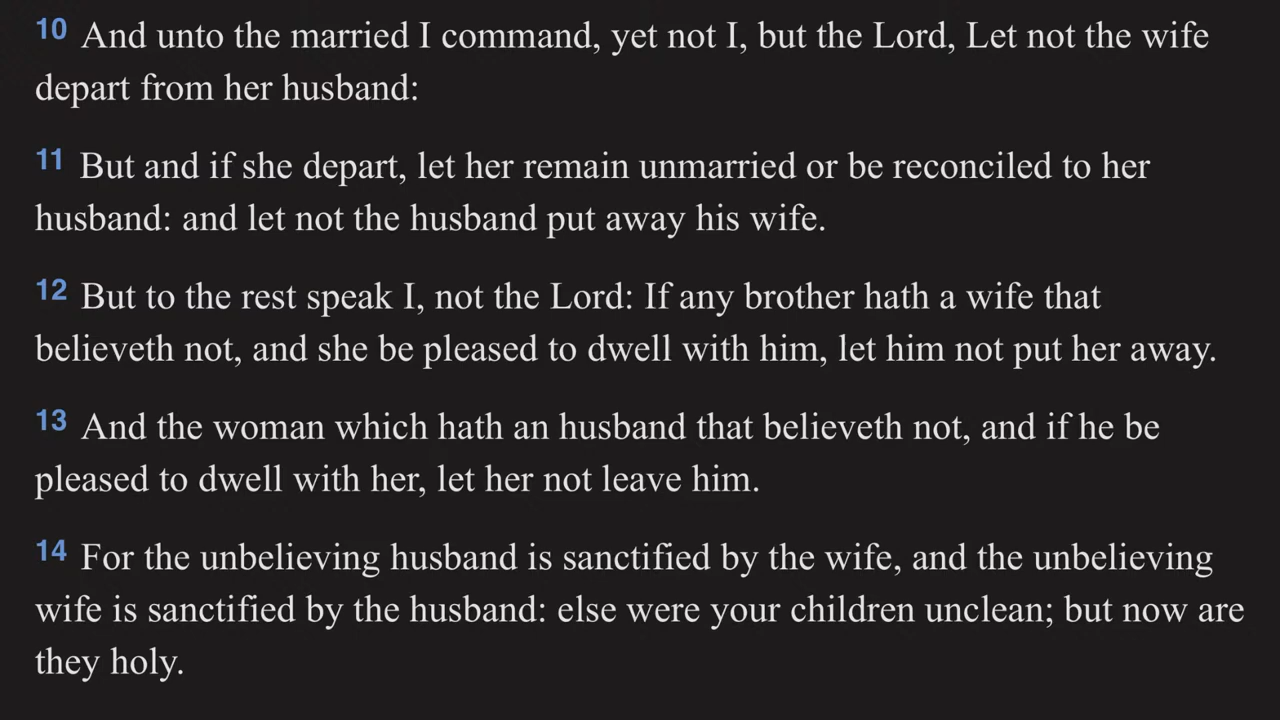 10 And unto the married I command, yet not I, but the Lord, Let not the wife
depart from her husband:
11 But and if she depart, let her remain unmarried or be reconciled to her
husband: and let not the husband put away his wife.
12 But to the rest speak I, not the Lord: If any brother hath a wife that
believeth not, and she be pleased to dwell with him, let him not put her away.
13 And the woman which hath an husband that believeth not, and if he be
pleased to dwell with her, let her not leave him.
14 For the unbelieving husband is sanctified by the wife, and the unbelieving
wife is sanctified by the husband: else were your children unclean; but now are
they holy.